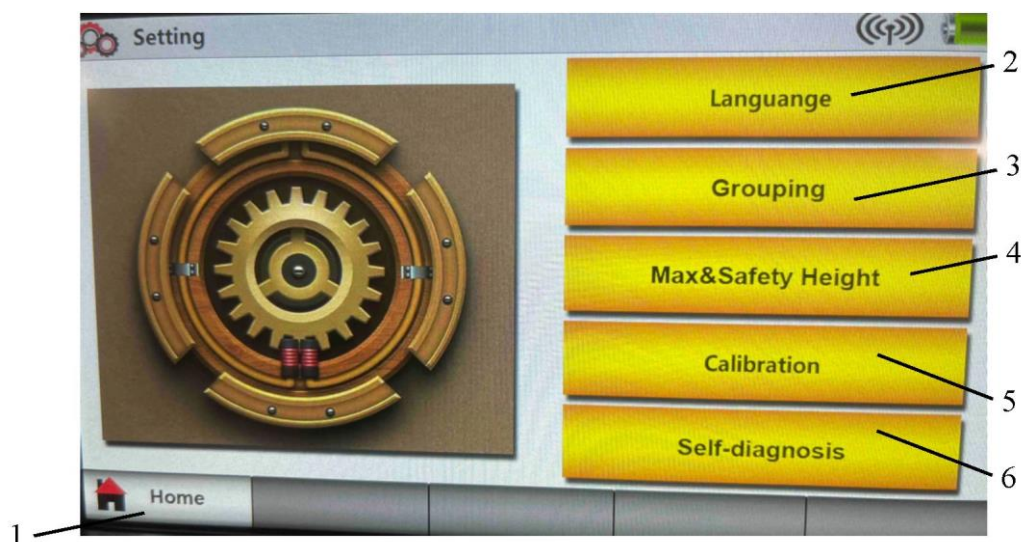 Setting
Languange
2
Grouping
3
Max&Safety Height
4
Calibration
5
Self-diagnosis
6
Home
1